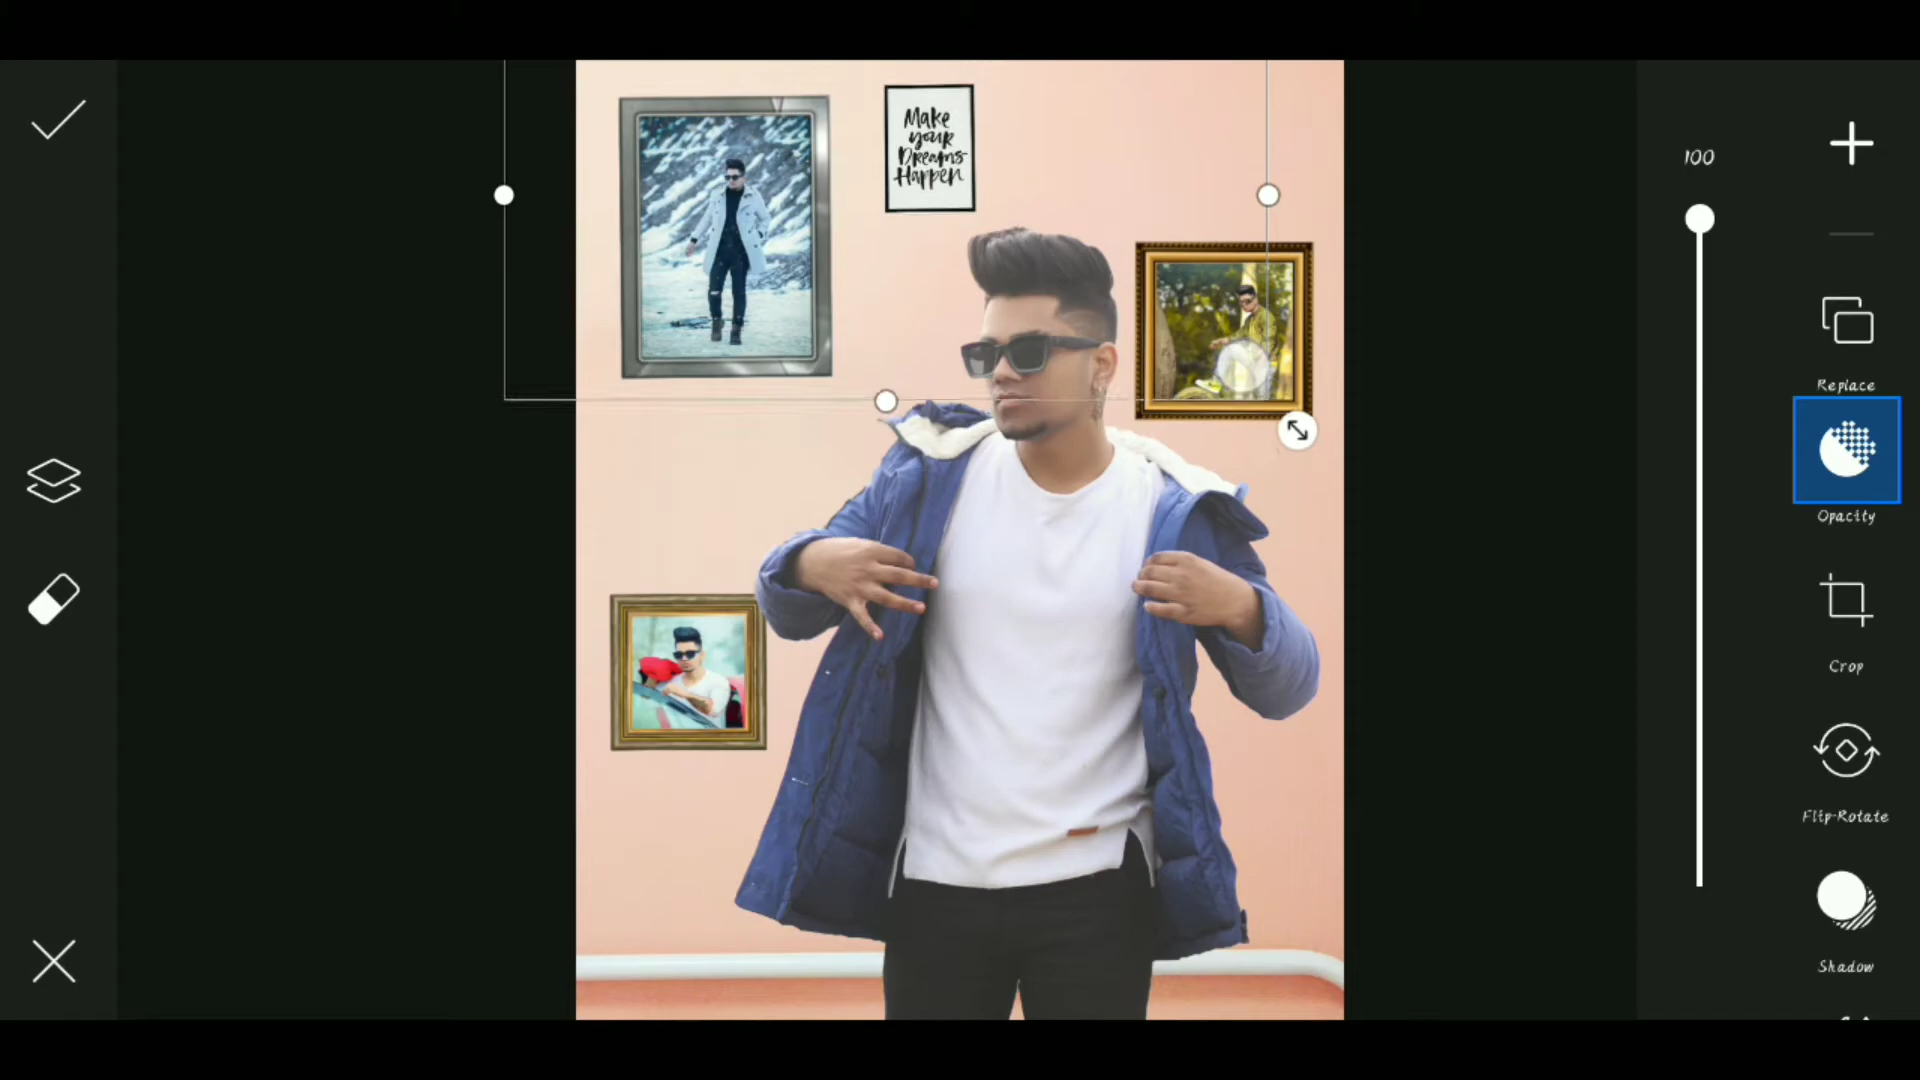 Make
your
Dreams
Happen
100
Replace
Opacity
Crop
Flip-Rotate
Shadow